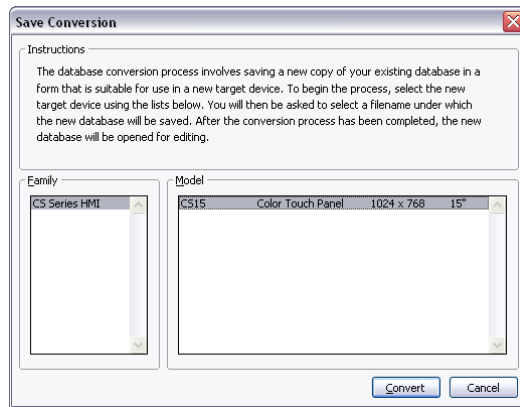 Save Conversion
Instructions
The database conversion process involves saving a new copy of your existing database in a
form that is suitable for use in a new target device. To begin the process, select the new
target device using the lists below. You will then be asked to select a filename under which
the new database will be saved. After the conversion process has been completed, the new
database will be opened for editing.
Family
Model
CS Series HMI
CS15 Color Touch Panel 1024 x 768 15"
Convert Cancel